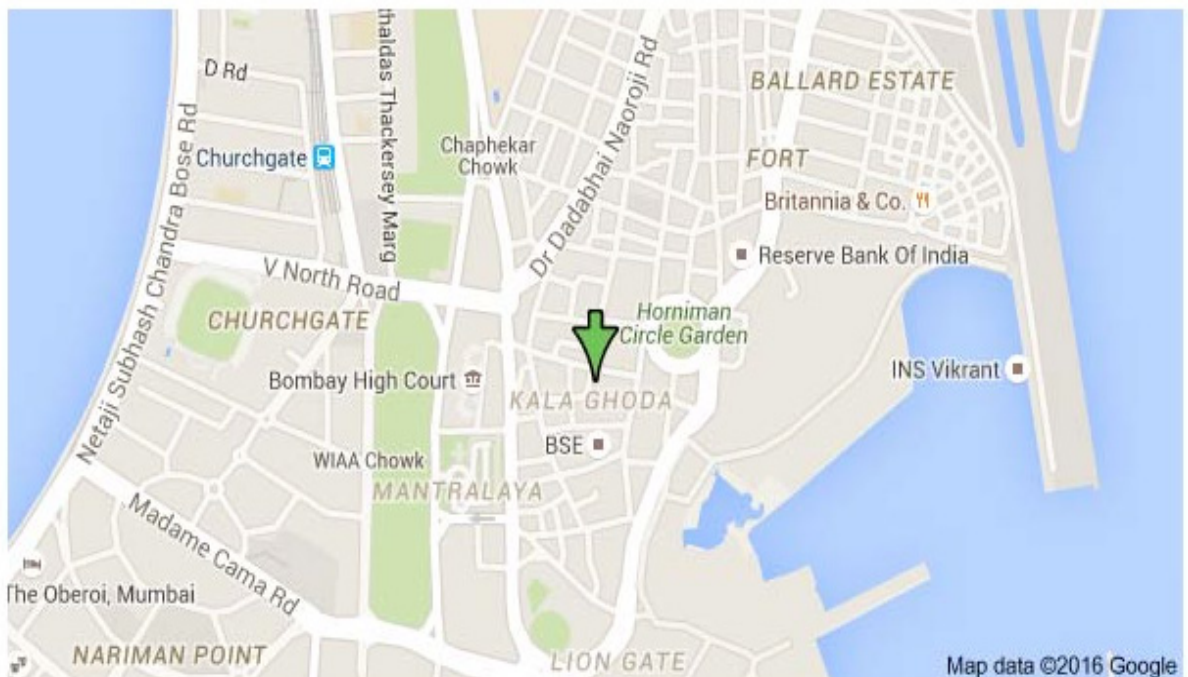 thaldas Thackersey Marg
D Rd
Dr Dadabhai Naoroji Rd
BALLARD ESTATE
Netaji Subhash Chandra Bose Rd
Churchgate
Chaphekar
Chowk
FORT
Britannia & Co.
V North Road
Reserve Bank Of India
CHURCHGATE
Horniman
Circle Garden
Bombay High Court
KALA GHODA
INS Vikrant
BSE
WIAA Chowk
MANTRALAYA
Madame Cama Rd
The Oberoi, Mumbai
NARIMAN POINT
LION GATE
Map data ©2016 Google